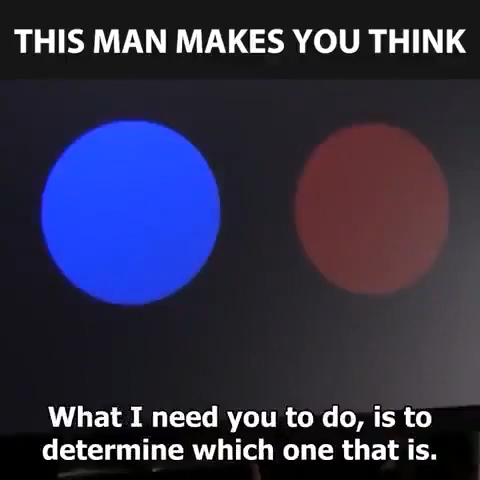 THIS MAN MAKES YOU THINK
What I need you to do, is to
determine which one that is.